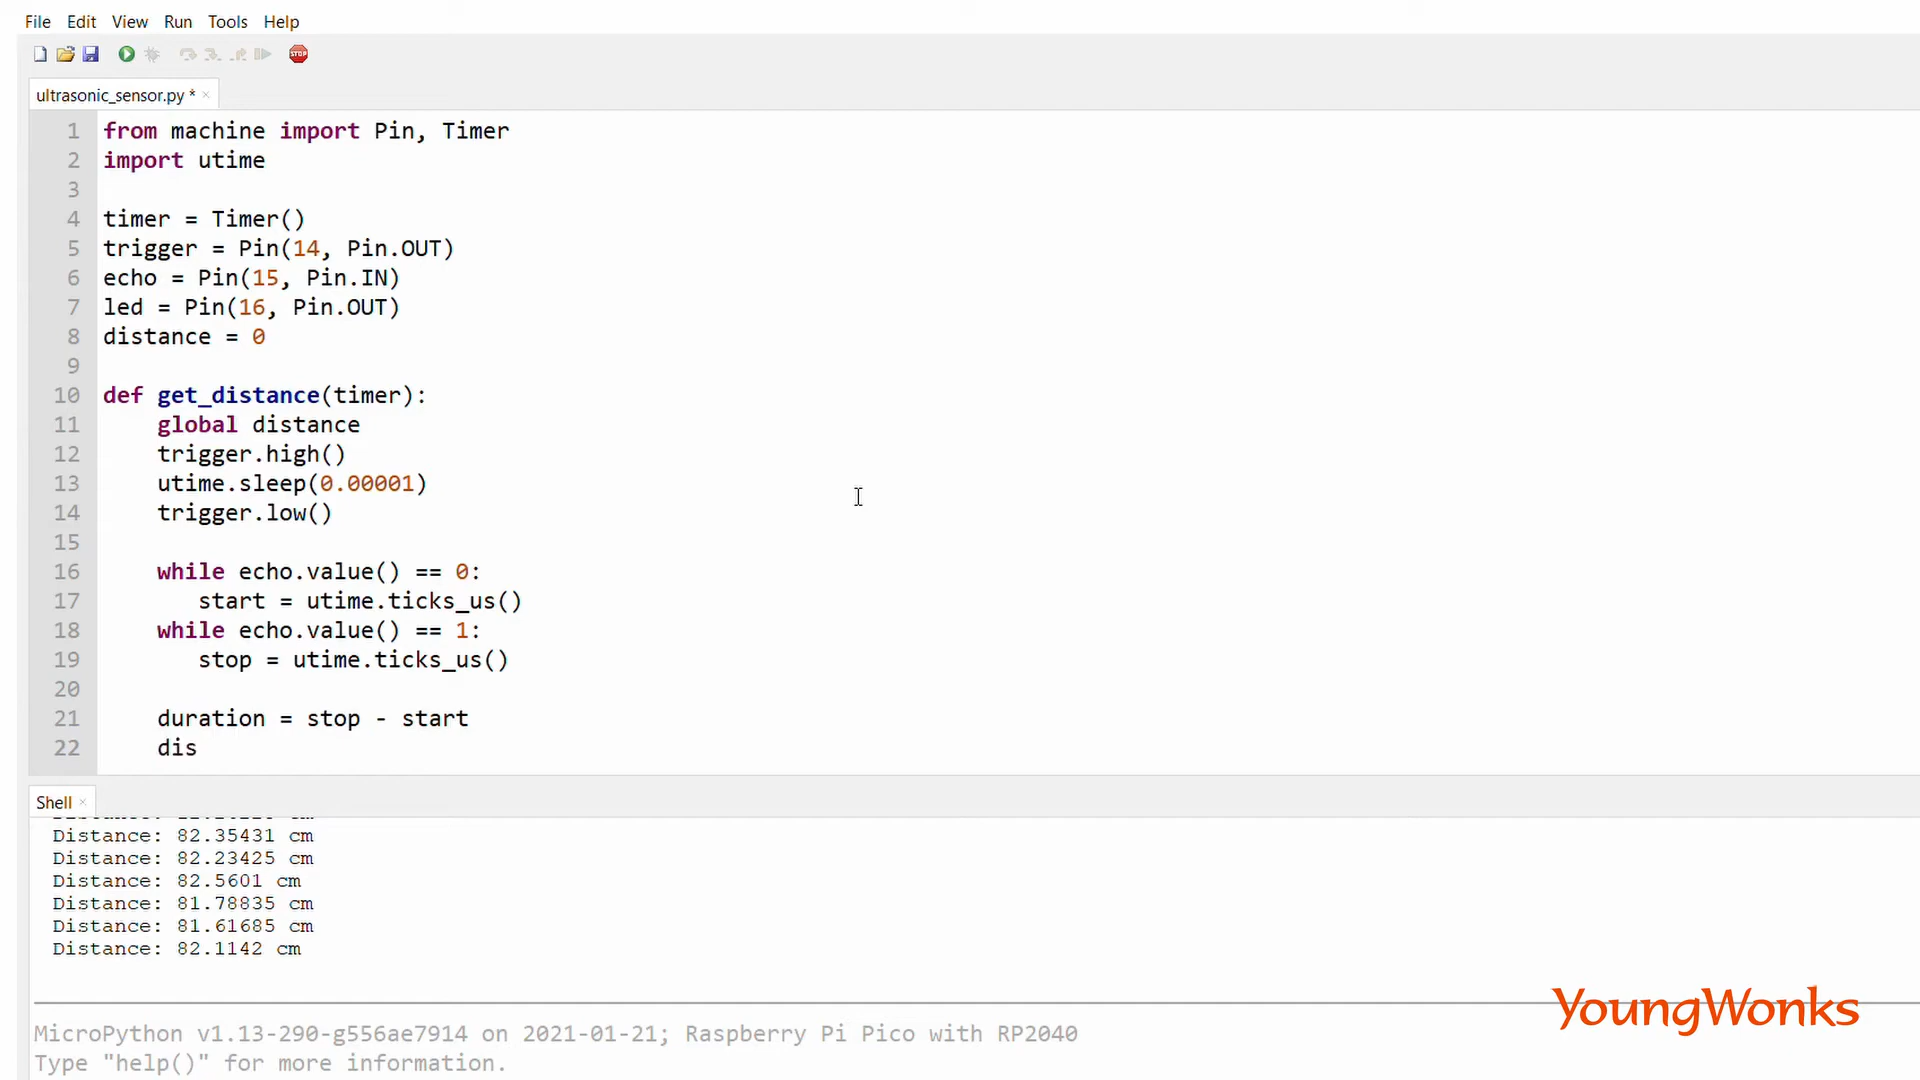 File Edit View Run Tools Help
STOP
ultrasonic_sensor.py * ×
1 from machine import Pin, Timer
2 import utime
3
4 timer = Timer()
5 trigger = Pin(14, Pin.OUT)
6 echo = Pin(15, Pin.IN)
7 led = Pin(16, Pin.OUT)
8 distance = 0
9
10 def get_distance(timer):
11     global distance
12     trigger.high()
13     utime.sleep(0.00001)
14     trigger.low()
15
16     while echo.value() == 0:
17        start = utime.ticks_us()
18     while echo.value() == 1:
19        stop = utime.ticks_us()
20
21     duration = stop - start
22     dis
Shell ×
Distance: 82.35431 cm
Distance: 82.23425 cm
Distance: 82.5601 cm
Distance: 81.78835 cm
Distance: 81.61685 cm
Distance: 82.1142 cm
YoungWonks
MicroPython v1.13-290-g556ae7914 on 2021-01-21; Raspberry Pi Pico with RP2040
Type "help()" for more information.